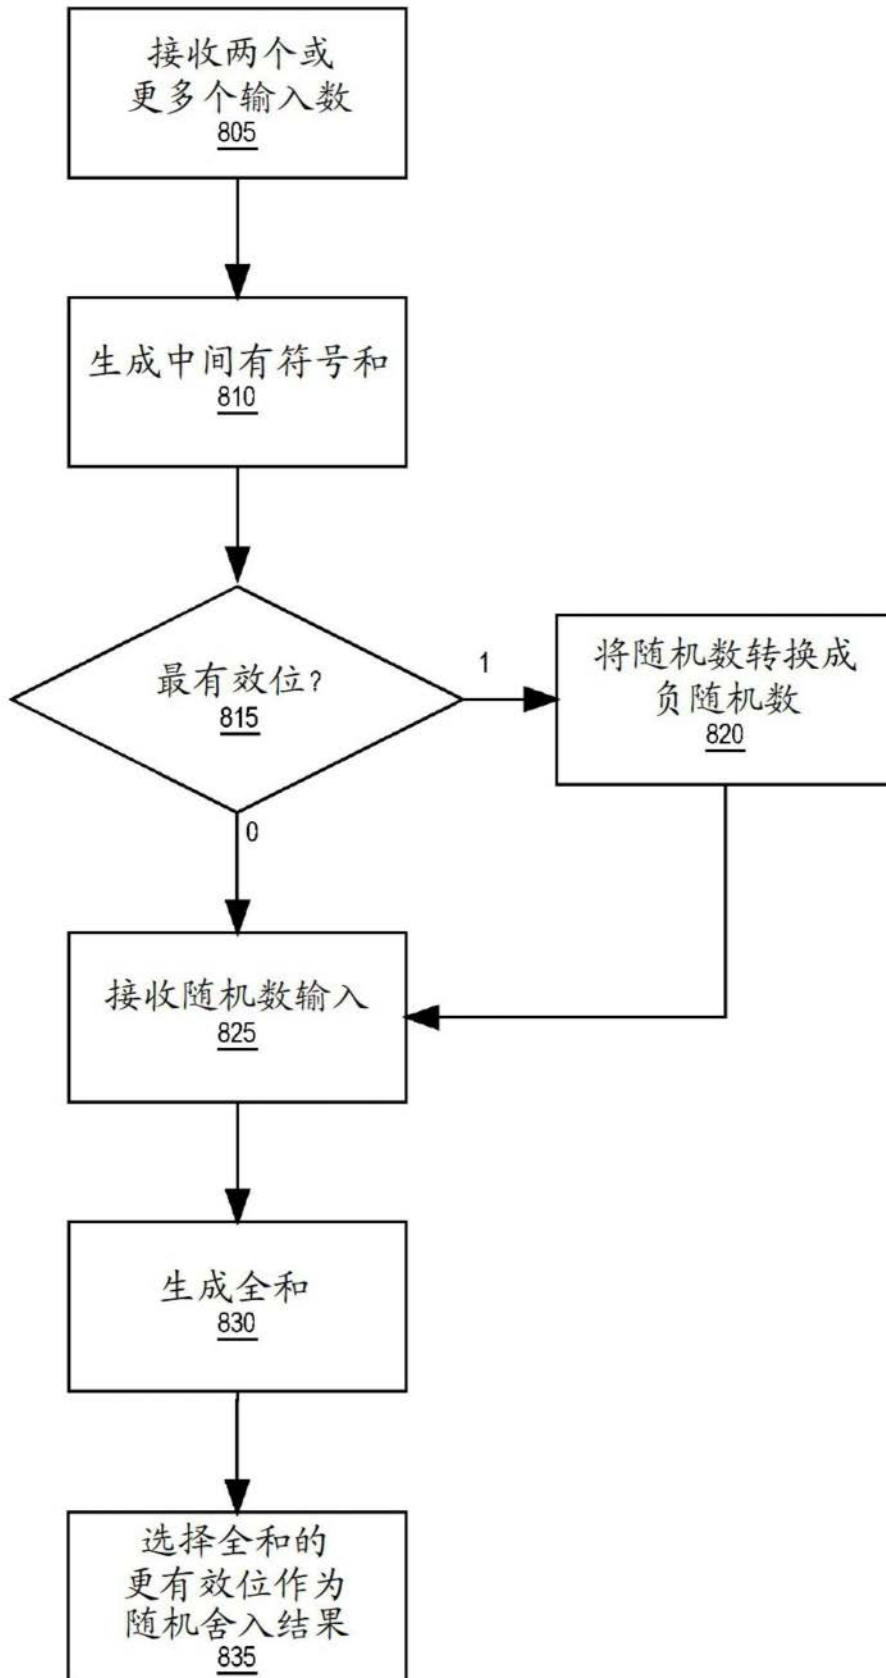 接收两个或
更多个输入数
805
生成中间有符号和
810
最有效位？
815
1
将随机数转换成
负随机数
820
0
接收随机数输入
825
生成全和
830
选择全和的
更有效位作为
随机舍入结果
835